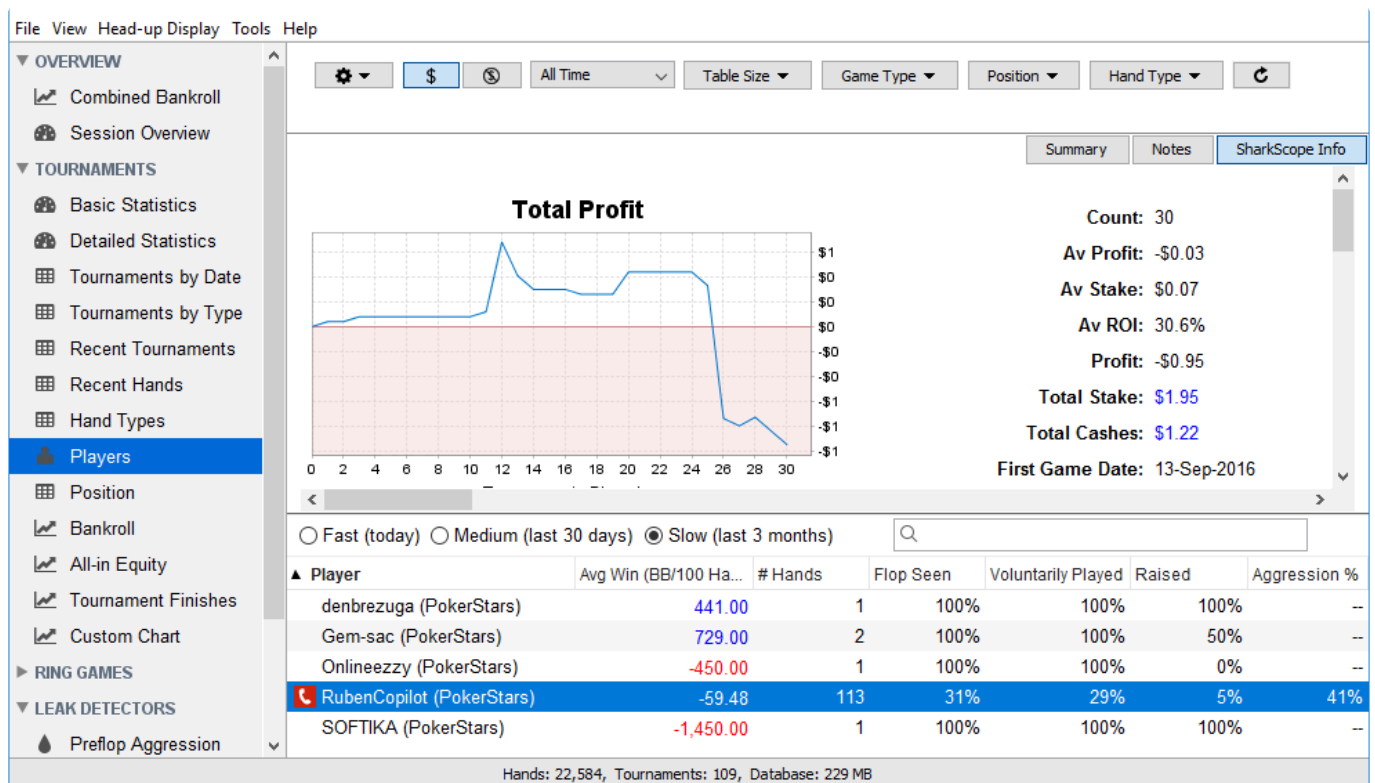 File View Head-up Display Tools Help
OVERVIEW
Combined Bankroll
Session Overview
TOURNAMENTS
Basic Statistics
Detailed Statistics
Tournaments by Date
Tournaments by Type
Recent Tournaments
Recent Hands
Hand Types
Players
Position
Bankroll
All-in Equity
Tournament Finishes
Custom Chart
RING GAMES
LEAK DETECTORS
Preflop Aggression
$ All Time Table Size Game Type Position Hand Type
Summary Notes SharkScope Info
Total Profit
$1
$0
$0
$0
-$0
-$0
-$1
-$1
-$1
0 2 4 6 8 10 12 14 16 18 20 22 24 26 28 30
Count: 30
Av Profit: -$0.03
Av Stake: $0.07
Av ROI: 30.6%
Profit: -$0.95
Total Stake: $1.95
Total Cashes: $1.22
First Game Date: 13-Sep-2016
Fast (today) Medium (last 30 days) Slow (last 3 months)
Player Avg Win (BB/100 Ha... # Hands Flop Seen Voluntarily Played Raised Aggression %
denbrezuga (PokerStars) 441.00 1 100% 100% 100% --
Gem-sac (PokerStars) 729.00 2 100% 100% 50% --
Onlineezzy (PokerStars) -450.00 1 100% 100% 0% --
RubenCopilot (PokerStars) -59.48 113 31% 29% 5% 41%
SOFTIKA (PokerStars) -1,450.00 1 100% 100% 100% --
Hands: 22,584, Tournaments: 109, Database: 229 MB